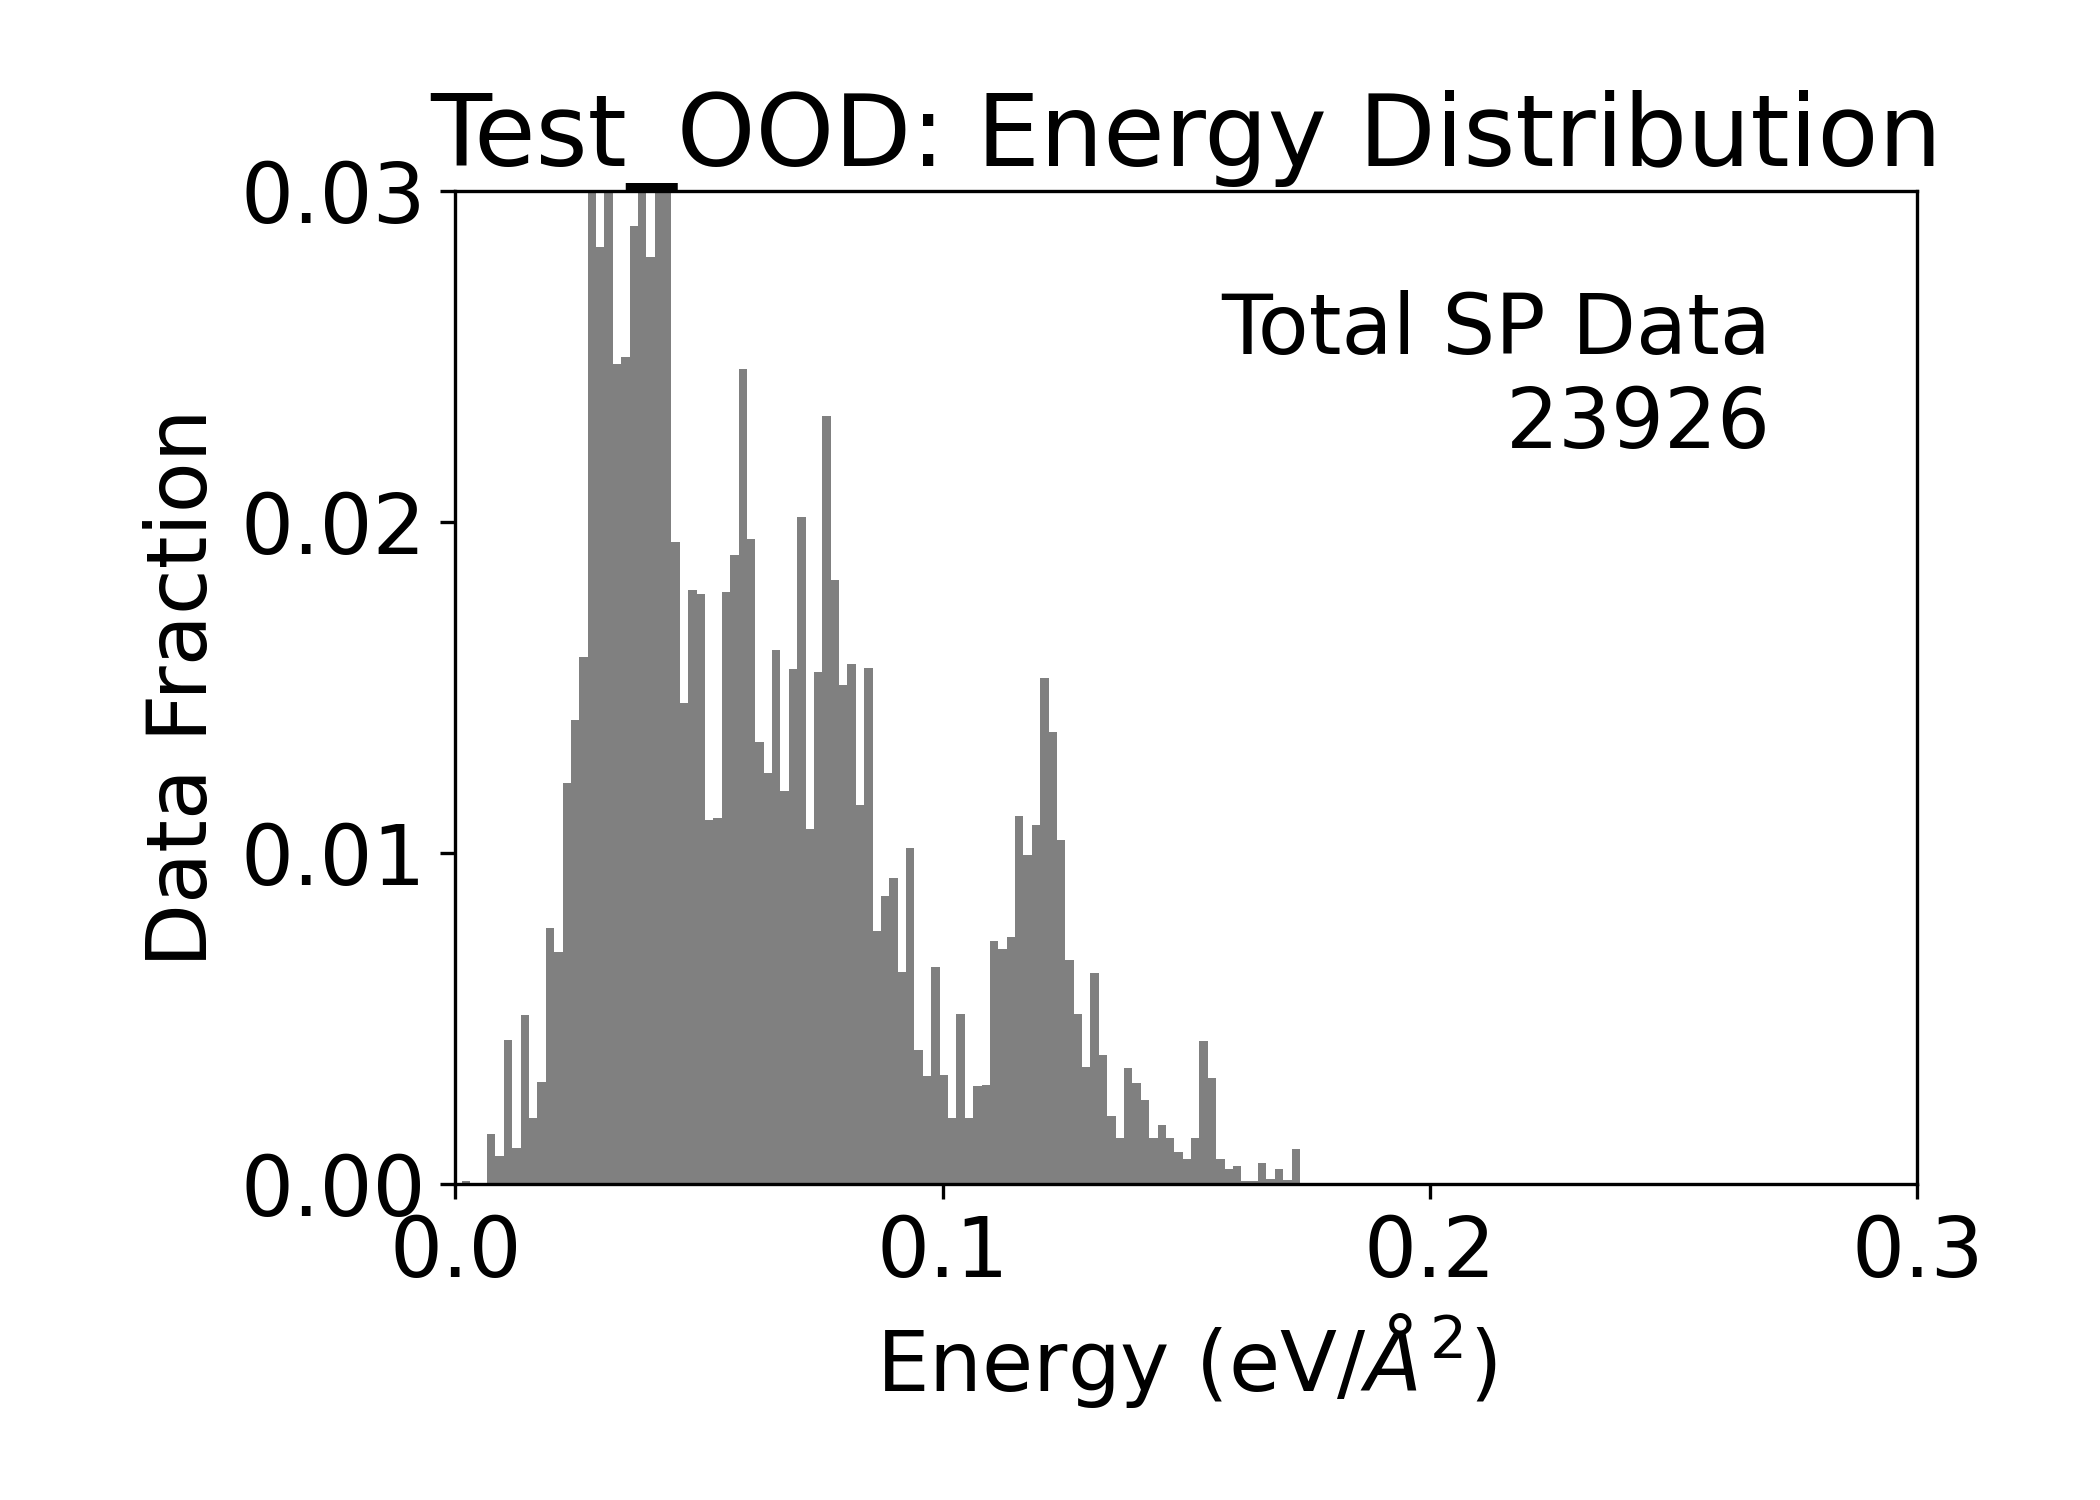 Test_OOD: Energy Distribution
0.03
0.02
0.01
0.00
Data Fraction
Total SP Data
23926
0.0 0.1 0.2 0.3
Energy (eV/Å²)